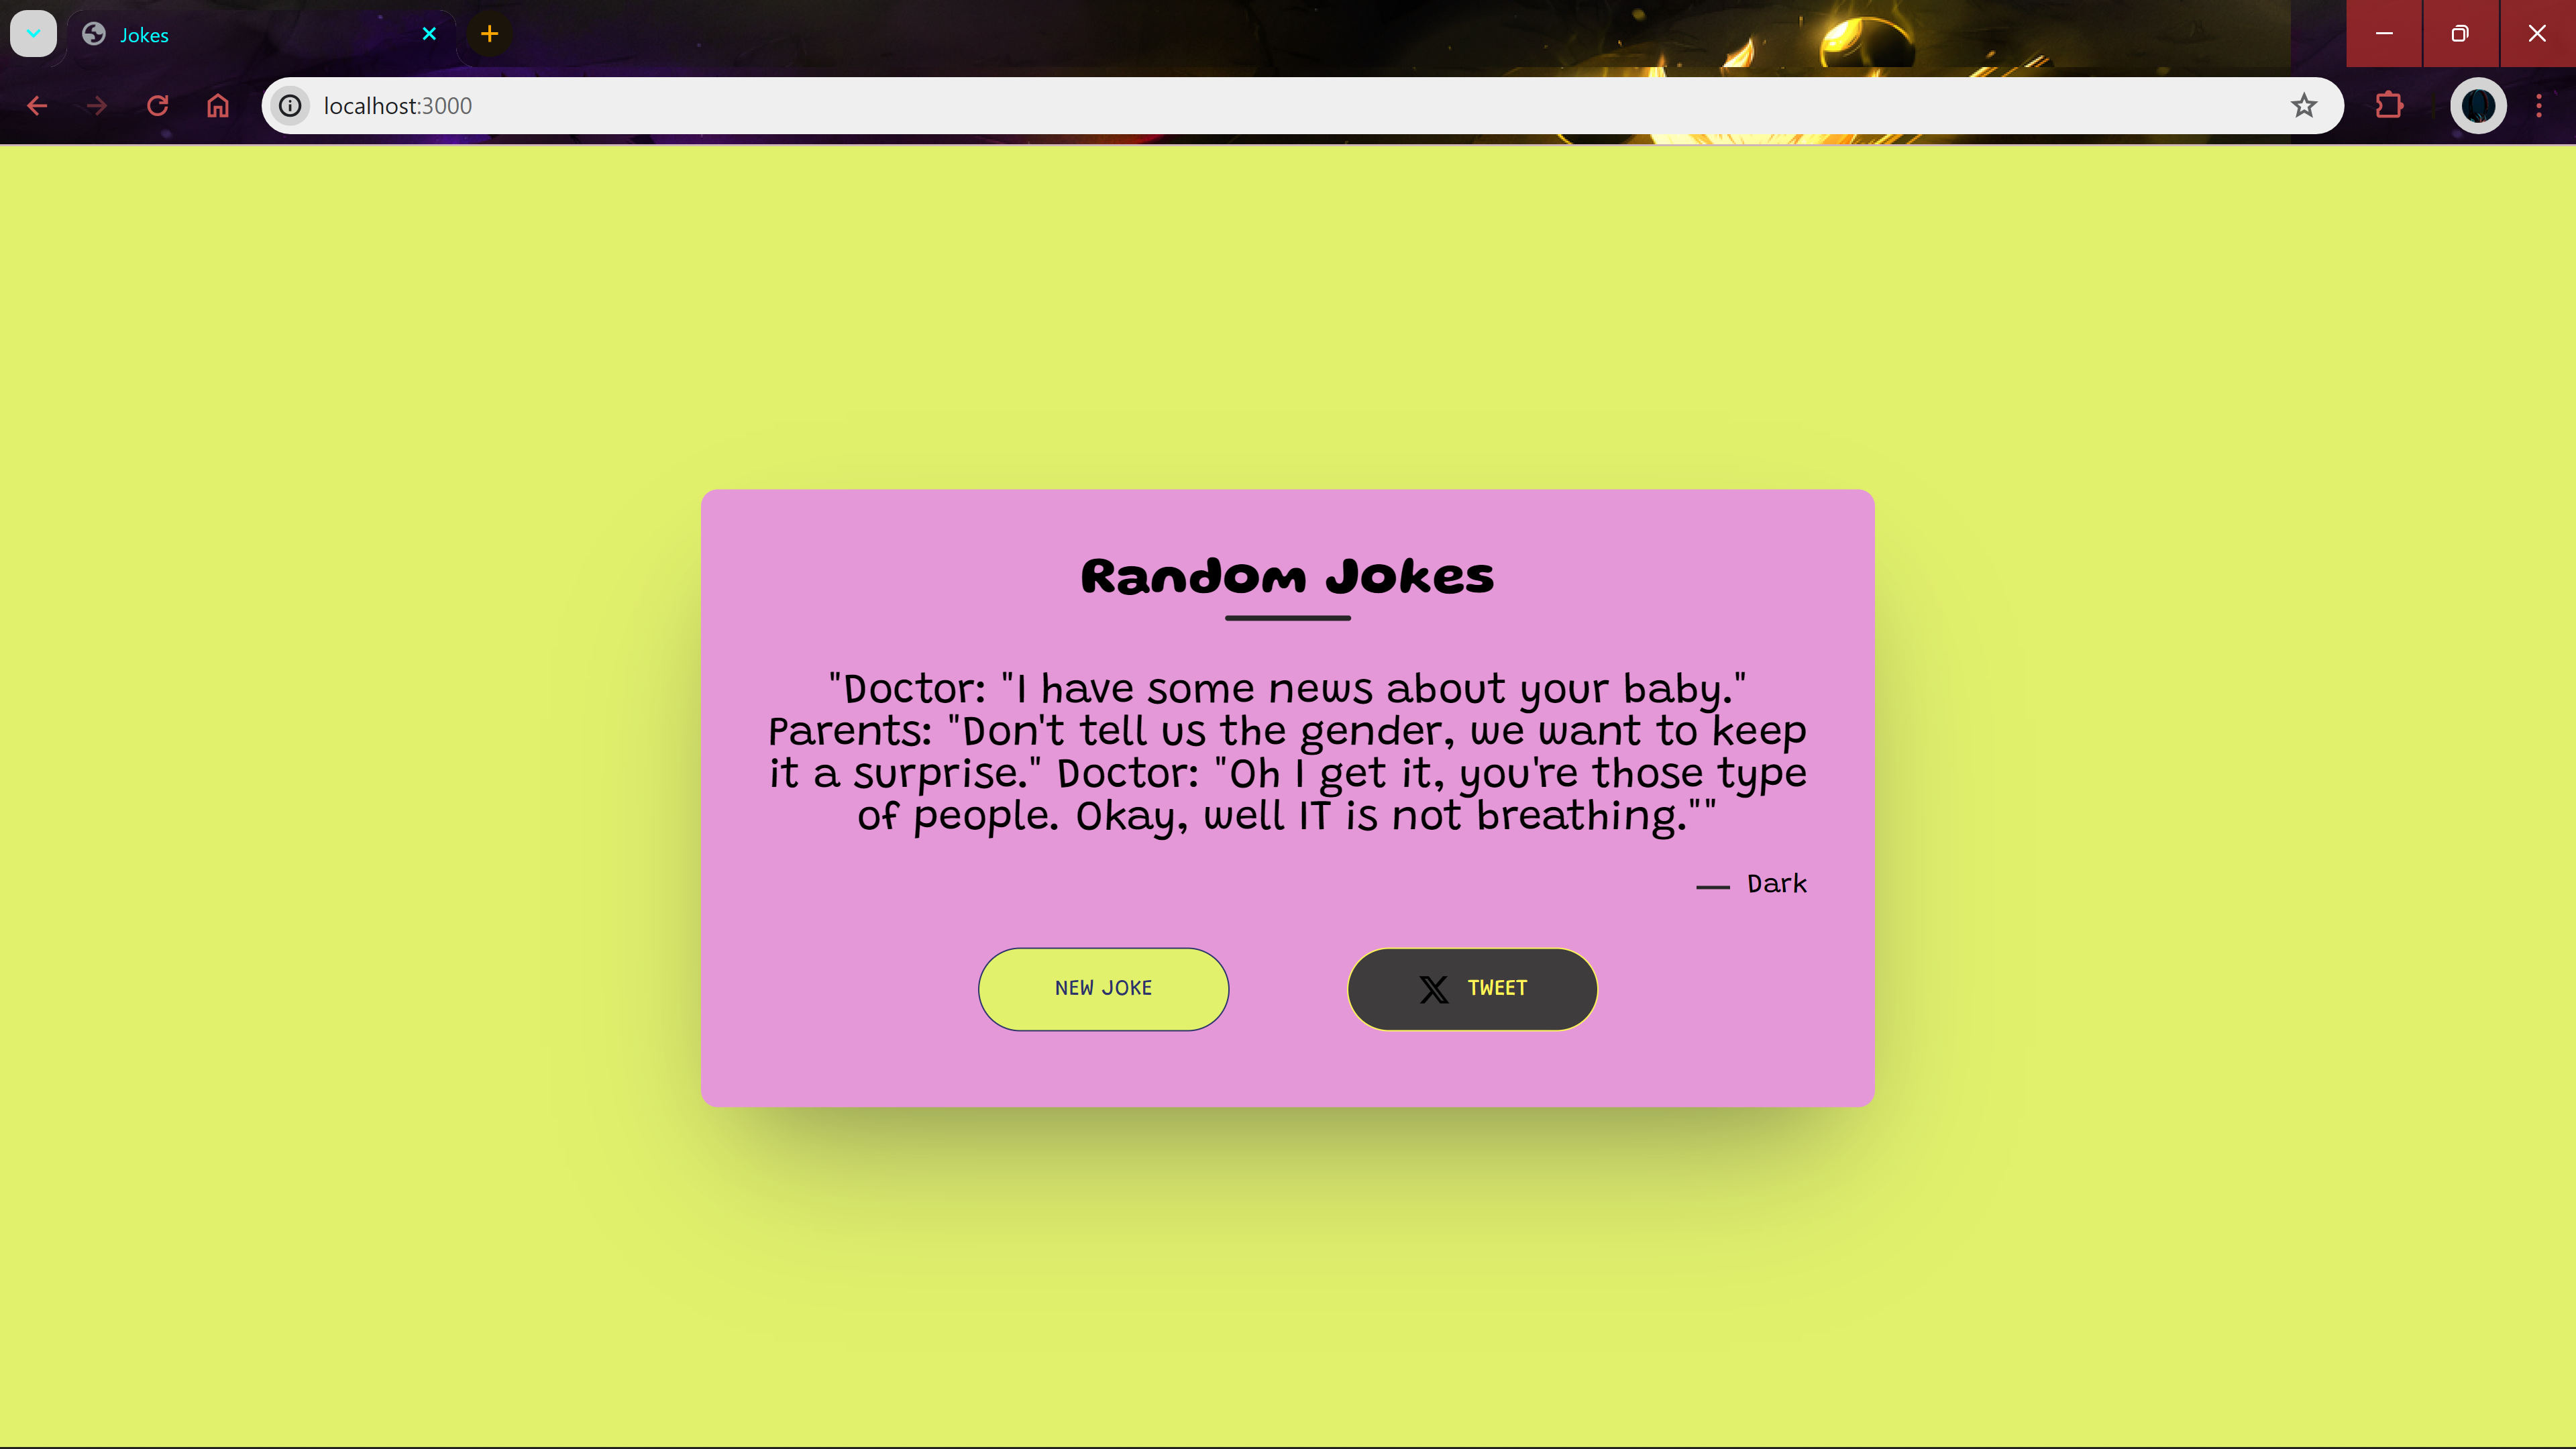 Jokes
localhost:3000
Random Jokes
"Doctor: "I have some news about your baby."
Parents: "Don't tell us the gender, we want to keep
it a surprise." Doctor: "Oh I get it, you're those type
of people. Okay, well IT is not breathing.""
Dark
NEW JOKE
TWEET